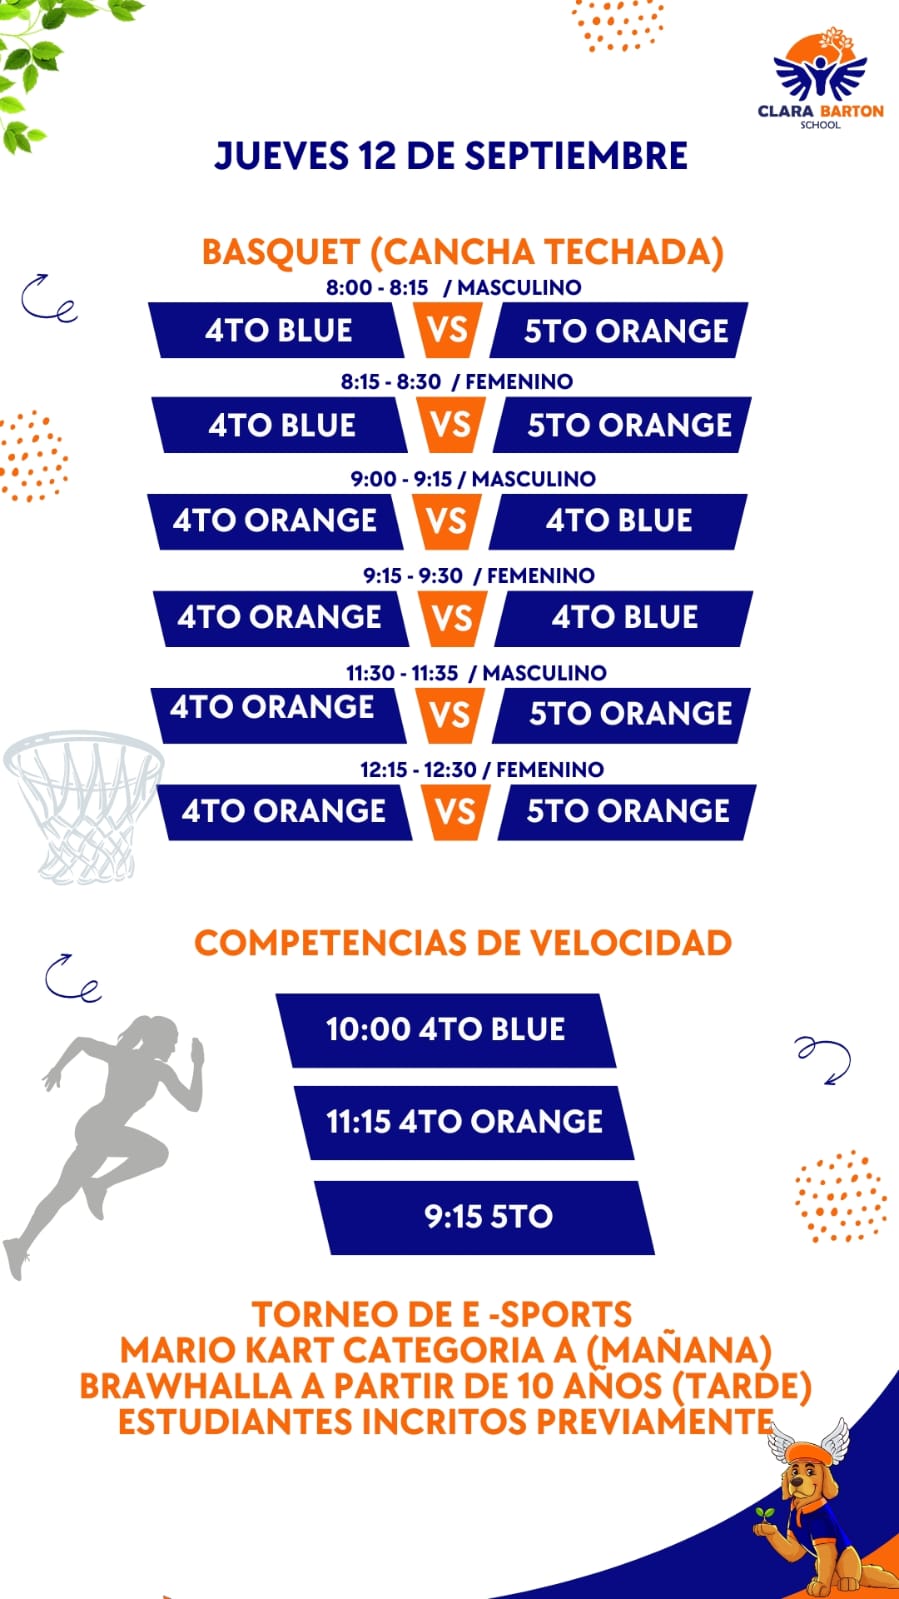 CLARA BARTON
SCHOOL
JUEVES 12 DE SEPTIEMBRE
BASQUET (CANCHA TECHADA)
8:00 - 8:15 / MASCULINO
4TO BLUE VS 5TO ORANGE
8:15 - 8:30 / FEMENINO
4TO BLUE VS 5TO ORANGE
9:00 - 9:15 / MASCULINO
4TO ORANGE VS 4TO BLUE
9:15 - 9:30 / FEMENINO
4TO ORANGE VS 4TO BLUE
11:30 - 11:35 / MASCULINO
4TO ORANGE VS 5TO ORANGE
12:15 - 12:30 / FEMENINO
4TO ORANGE VS 5TO ORANGE
COMPETENCIAS DE VELOCIDAD
10:00 4TO BLUE
11:15 4TO ORANGE
9:15 5TO
TORNEO DE E -SPORTS
MARIO KART CATEGORIA A (MAÑANA)
BRAWHALLA A PARTIR DE 10 AÑOS (TARDE)
ESTUDIANTES INCRITOS PREVIAMENTE